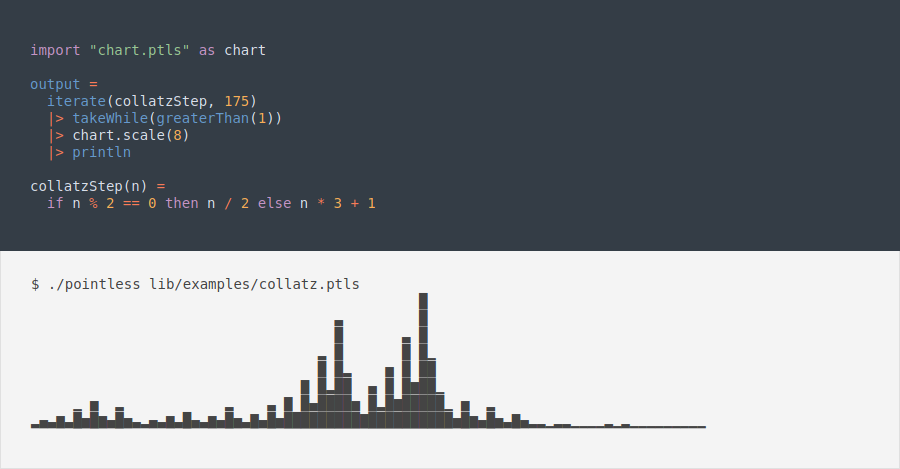 import "chart.ptls" as chart
output =
iterate(collatzStep, 175)
|> takeWhile(greaterThan(1))
|> chart.scale(8)
|> println
collatzStep(n) =
if n % 2 == 0 then n / 2 else n * 3 + 1
$ ./pointless lib/examples/collatz.ptls